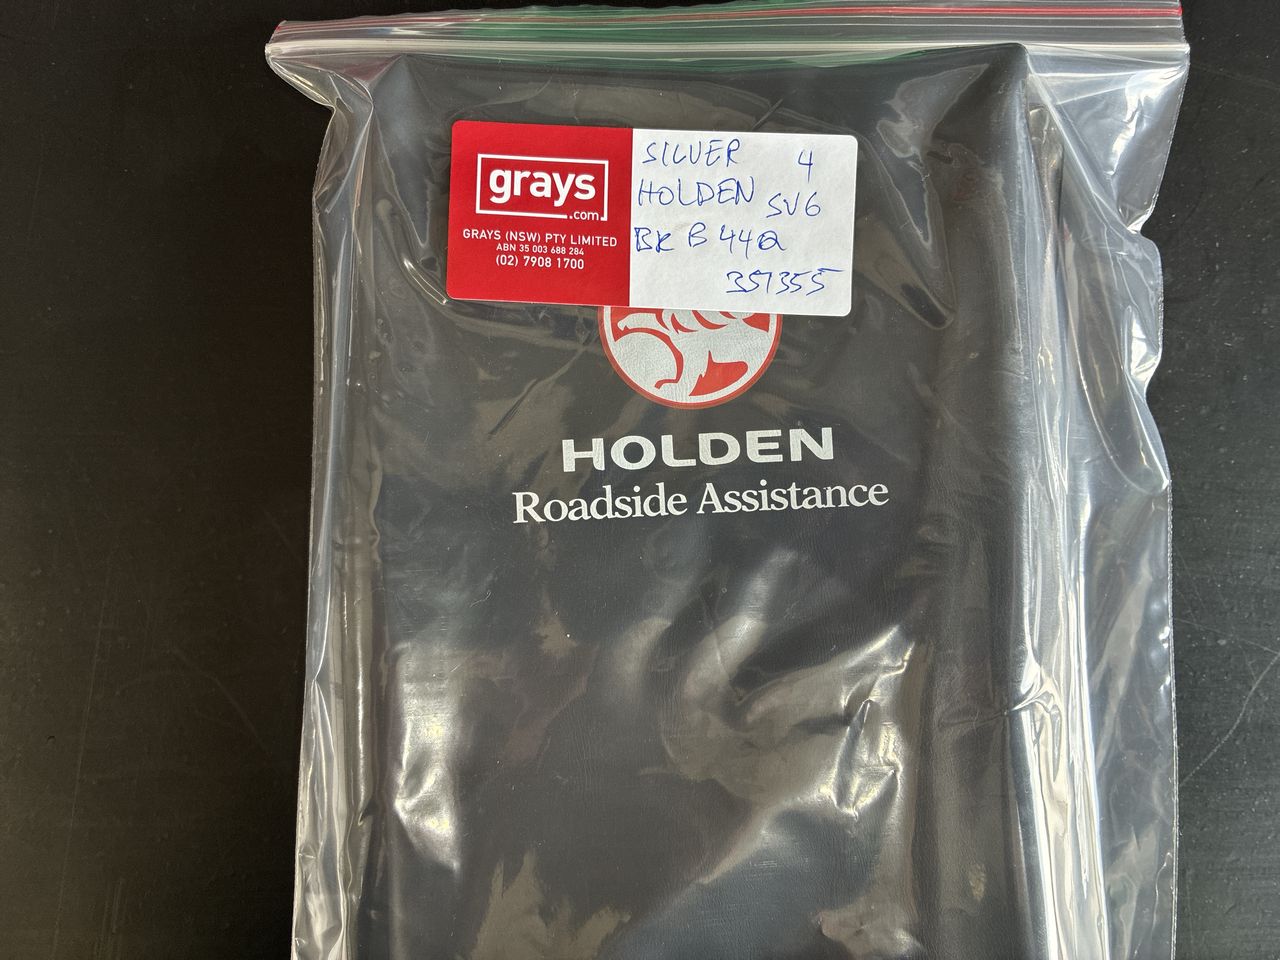 grays
.com
GRAYS (NSW) PTY LIMITED
ABN 35 003 688 284
(02) 7908 1700
SILVER 4
HOLDEN SV6
BK B 44Q
351355
HOLDEN
Roadside Assistance